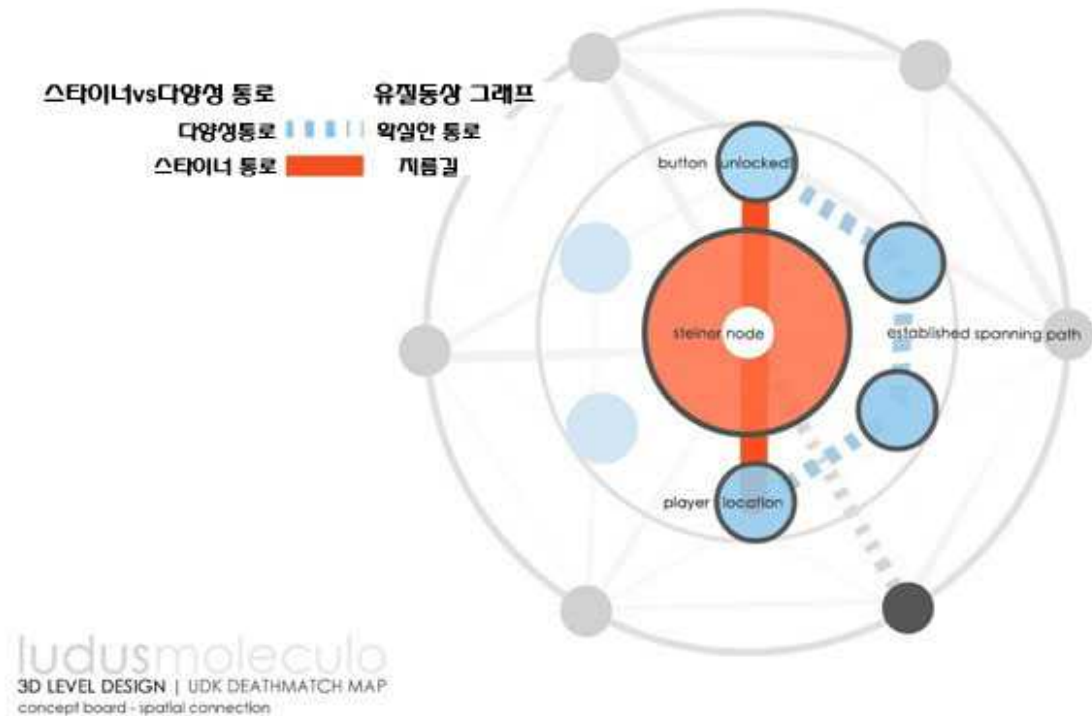 스타이너vs다양성 통로
유질동상 그래프
다양성통로
확실안 통로
스타이너 통로
지름길
button unlocked!
steiner node
established spanning path
player location
ludusmoleculo
3D LEVEL DESIGN | UDK DEATHMATCH MAP
concept board - spatial connection